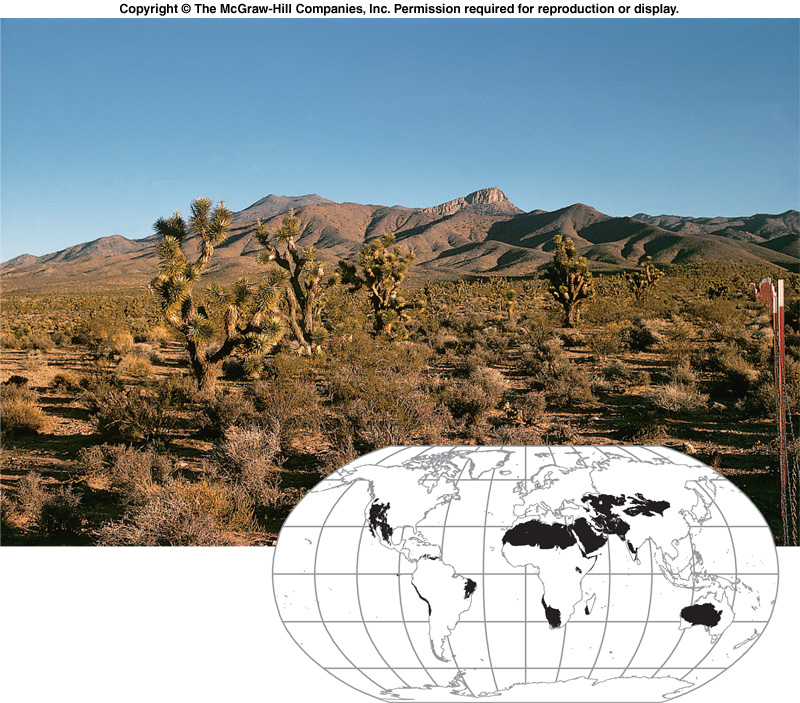 Copyright © The McGraw-Hill Companies, Inc. Permission required for reproduction or display.